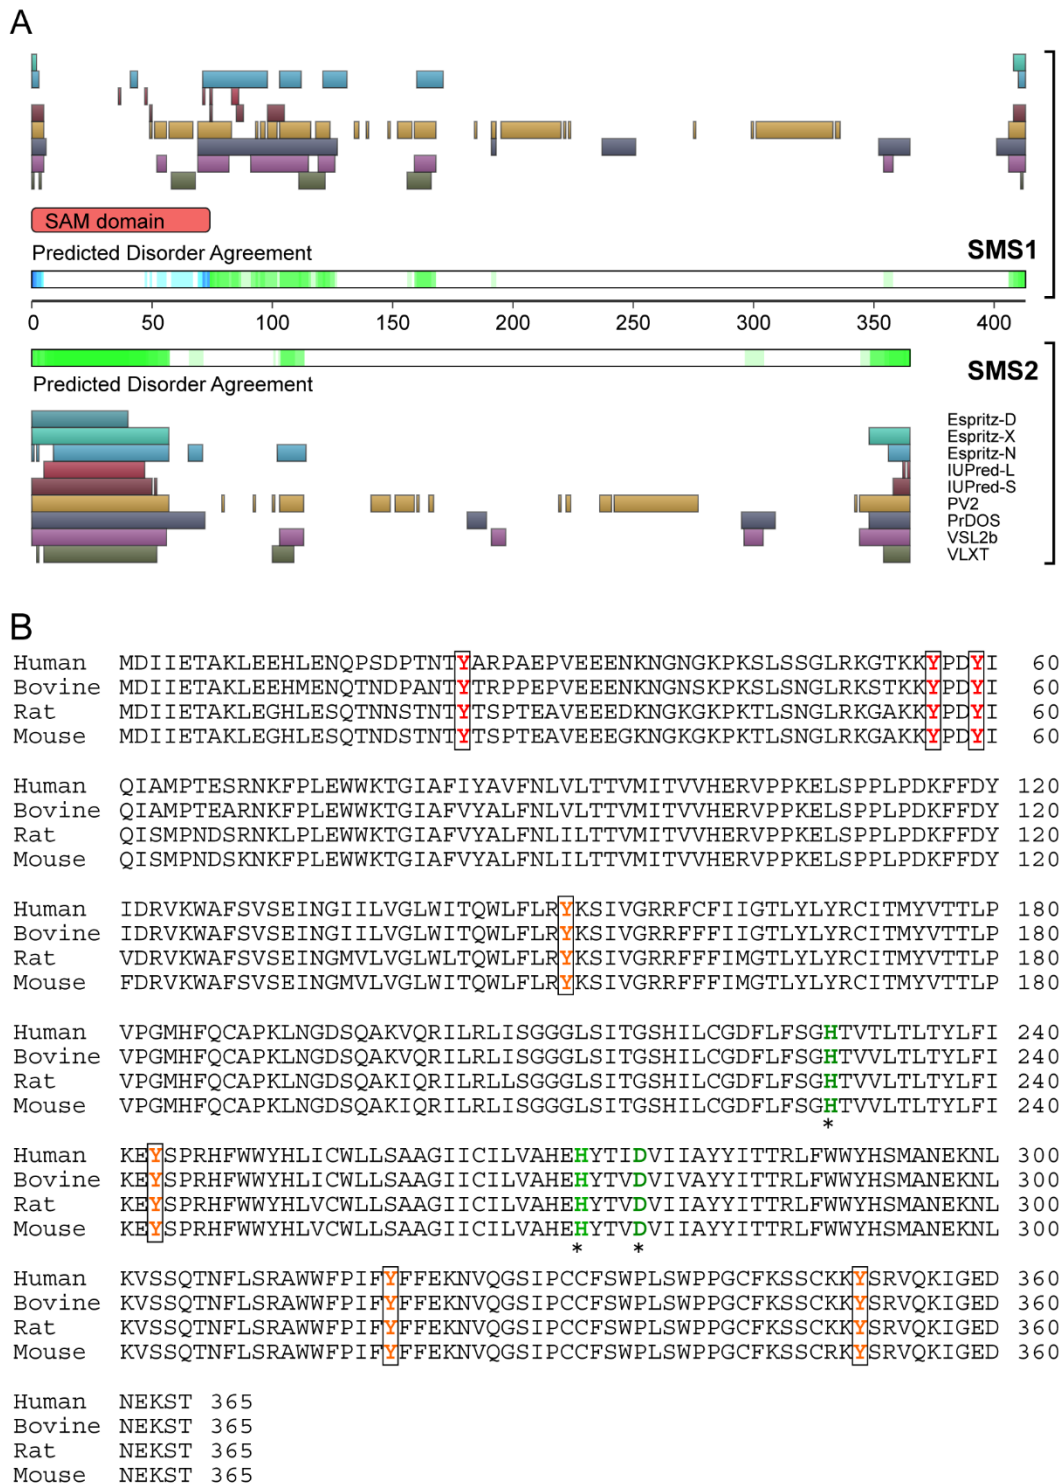 A
SAM domain
Predicted Disorder Agreement
SMS1
0 50 100 150 200 250 300 350 400
SMS2
Predicted Disorder Agreement
Espritz-D
Espritz-X
Espritz-N
IUPred-L
IUPred-S
PV2
PrDOS
VSL2b
VLXT
B
Human MDIIETAKLEEHLENQPSDPTNTYARPAEPVEEENKNGNGKPKSLSSGLRKGTKKYPDYI 60
Bovine MDIIETAKLEEHMENQTNDPANTYTRPPEPVEEENKNGNSKPKSLSNGLRKSTKKYPDYI 60
Rat MDIIETAKLEGHLESQTNNSTNTYTSPTEAVEEEDKNGKGKPKTLSNGLRKGAKKYPDYI 60
Mouse MDIIETAKLEGHLESQTNDSTNTYTSPTEAVEEEGKNGKGKPKTLSNGLRKGAKKYPDYI 60
Human QIAMPTESRNKFPLEWWKTGIAFIYAVFNLVLTTVMITVVHERVPPKELSPPLPDKFFDY 120
Bovine QIAMPTEARNKFPLEWWKTGIAFVYALFNLVLTTVMITVVHERVPPKELSPPLPDKFFDY 120
Rat QISMPNDSRNKLPLEWWKTGIAFVYALFNLILTTVMITVVHERVPPKELSPPLPDKFFDY 120
Mouse QISMPNDSKNKFPLEWWKTGIAFVYALFNLILTTVMITVVHERVPPKELSPPLPDKFFDY 120
Human IDRVKWAFSVSEINGIILVGLWITQWLFLRYKSIVGRRFCFIIGTLYLYRCITMYVTTLP 180
Bovine IDRVKWAFSVSEINGIILVGLWITQWLFLRYKSIVGRRFFFIIGTLYLYRCITMYVTTLP 180
Rat VDRVKWAFSVSEINGMVLVGLWLTQWLFLRYKSIVGRRFFFIMGTLYLYRCITMYVTTLP 180
Mouse FDRVKWAFSVSEINGMVLVGLWITQWLFLRYKSIVGRRFFFIMGTLYLYRCITMYVTTLP 180
Human VPGMHFQCAPKLNGDSQAKVQRILRLISGGGLSITGSHILCGDFLFSGHTVTLTLTYLFI 240
Bovine VPGMHFQCAPKLNGDSQAKVQRILRLISGGGLSITGSHILCGDFLFSGHTVVLTLTYLFI 240
Rat VPGMHFQCAPKLNGDSQAKIQRILRLLSGGGLSITGSHILCGDFLFSGHTVVLTLTYLFI 240
Mouse VPGMHFQCAPKLNGDSQAKIQRILRLISGGGLSITGSHILCGDFLFSGHTVVLTLTYLFI 240
*
Human KEYSPRHFWWYHLICWLLSAAGIICILVAHEHYTIDVIIAYYITTRLFWWYHSMANEKNL 300
Bovine KEYSPRHFWWYHLICWLLSAAGIICILVAHEHYTVDVIVAYYITTRLFWWYHSMANEKNL 300
Rat KEYSPRHFWWYHLVCWLLSAAGIICILVAHEHYTVDVIIAYYITTRLFWWYHSMANEKNL 300
Mouse KEYSPRHFWWYHLVCWLLSAAGIICILVAHEHYTVDVIIAYYITTRLFWWYHSMANEKNL 300
* *
Human KVSSQTNFLSRAWWFPIFYFFEKNVQGSIPCCFSWPLSWPPGCFKSSCKKYSRVQKIGED 360
Bovine KVSSQTNFLSRAWWFPIFYFFEKNVQGSIPCCFSWPLSWPPGCFKSSCKKYSRVQKIGED 360
Rat KVSSQTNFLSRAWWFPIFYFFEKNVQGSIPCCFSWPLSWPPGCFKSSCKKYSRVQKIGED 360
Mouse KVSSQTNFLSRAWWFPIFYFFEKNVQGSIPCCFSWPLSWPPGCFKSSCRKYSRVQKIGED 360
Human NEKST 365
Bovine NEKST 365
Rat NEKST 365
Mouse NEKST 365